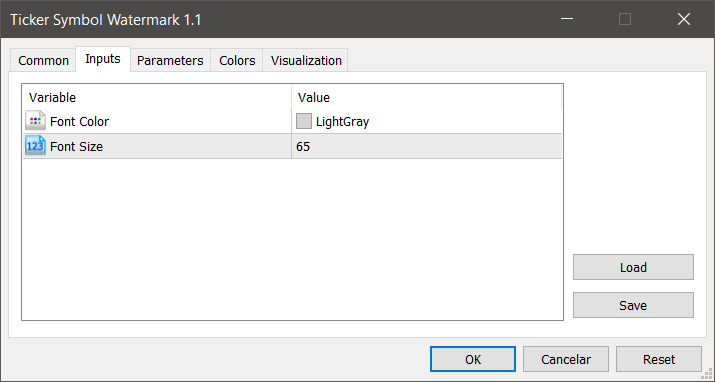 Ticker Symbol Watermark 1.1
Common Inputs Parameters Colors Visualization
Variable Value
Font Color LightGray
123 Font Size 65
Load
Save
OK Cancelar Reset